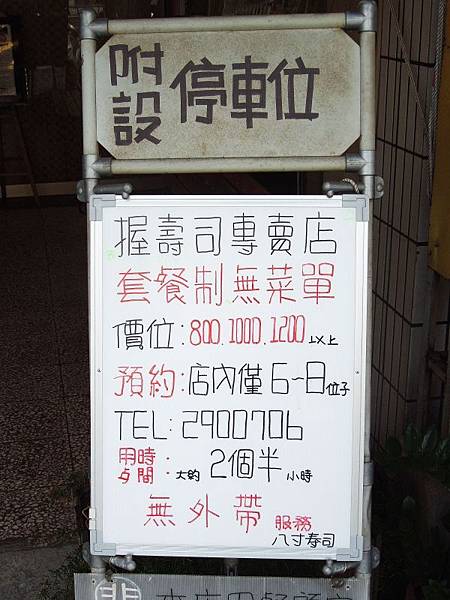 附設 停車位
握壽司專賣店
套餐制無菜單
價位:800.1000.1200以上
預約:店內僅6~8位子
TEL:2900706
用時
夕間:大約2個半小時
無外帶 服務
八寸壽司